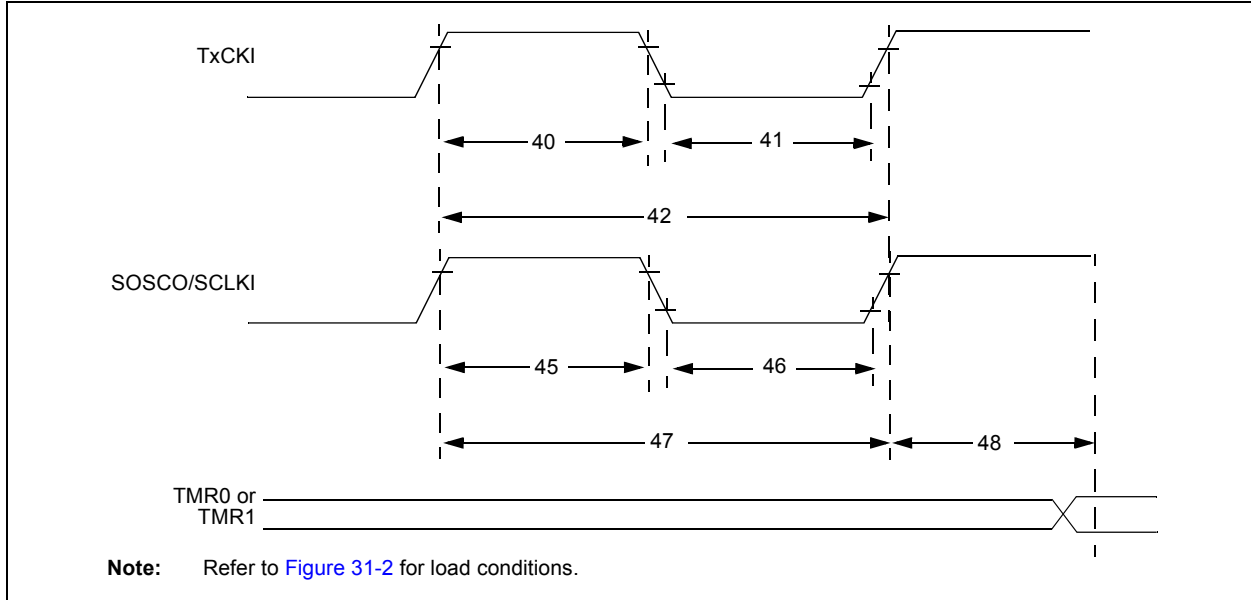 TxCKI
40
41
42
SOSCO/SCLKI
45
46
47
48
TMR0 or
TMR1
Note: Refer to Figure 31-2 for load conditions.